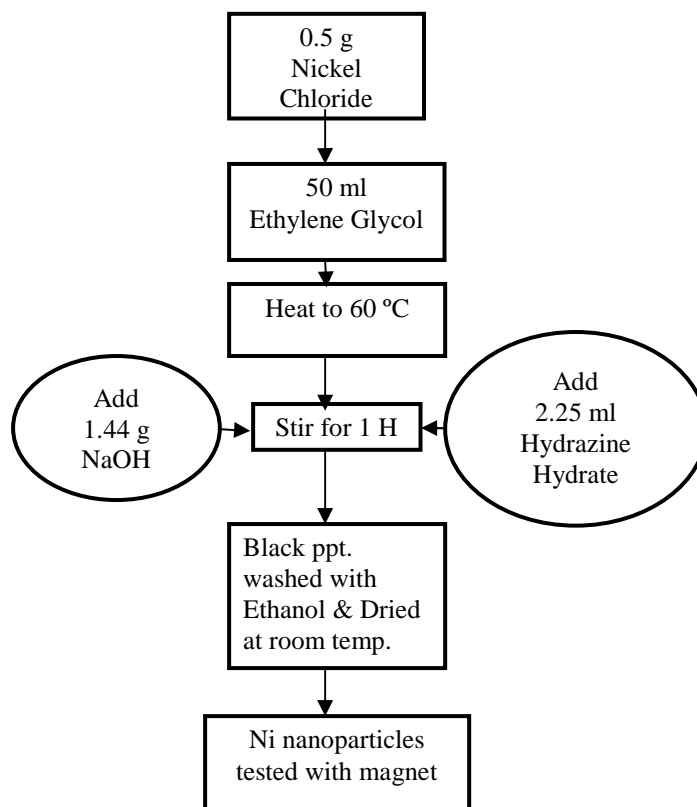 0.5 g
Nickel
Chloride
50 ml
Ethylene Glycol
Heat to 60 ºC
Add
1.44 g
NaOH
Stir for 1 H
Add
2.25 ml
Hydrazine
Hydrate
Black ppt.
washed with
Ethanol & Dried
at room temp.
Ni nanoparticles
tested with magnet